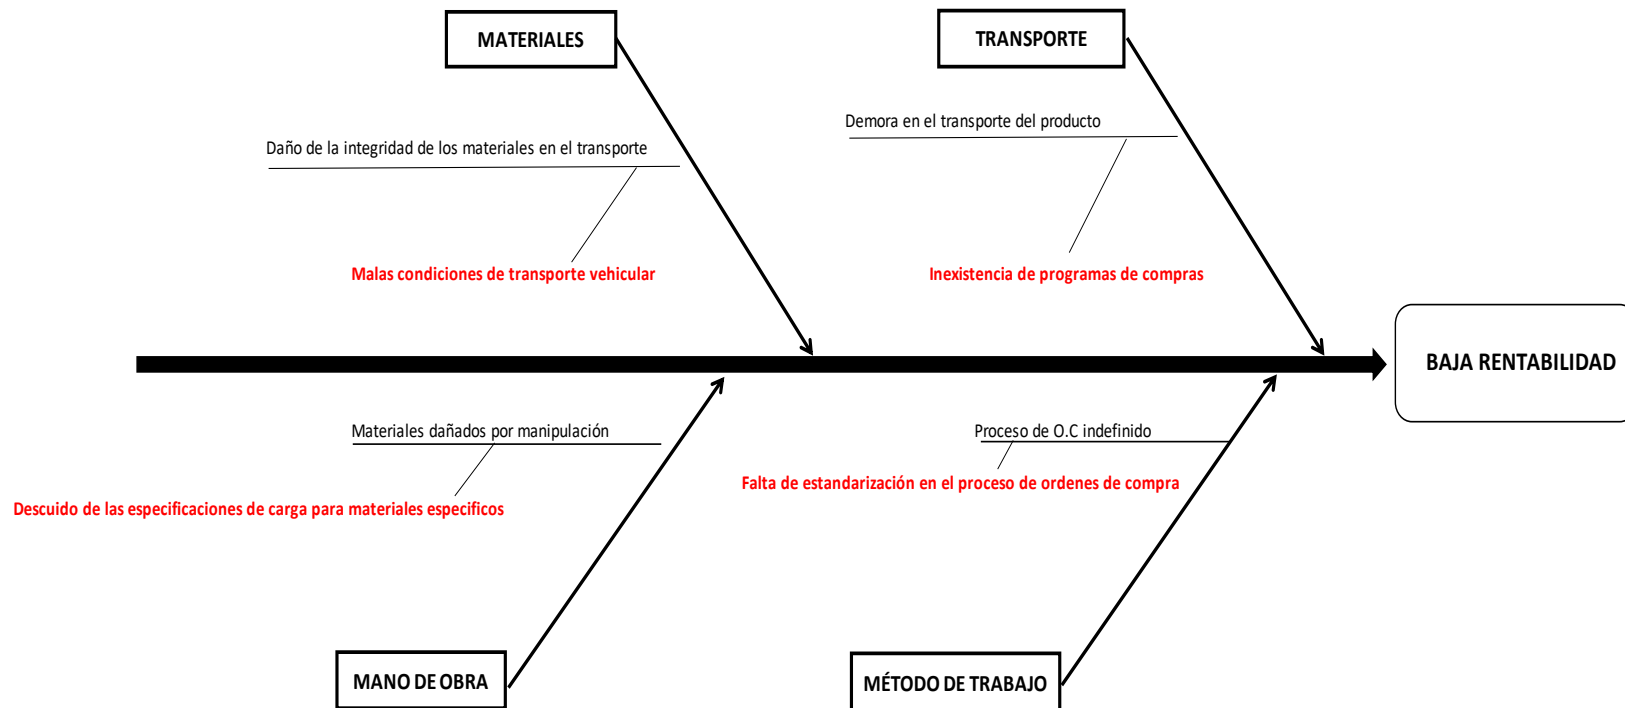 MATERIALES
TRANSPORTE
Demora en el transporte del producto
Daño de la integridad de los materiales en el transporte
Malas condiciones de transporte vehicular
Inexistencia de programas de compras
BAJA RENTABILIDAD
Materiales dañados por manipulación
Proceso de O.C indefinido
Falta de estandarización en el proceso de ordenes de compra
Descuido de las especificaciones de carga para materiales especificos
MANO DE OBRA
MÉTODO DE TRABAJO